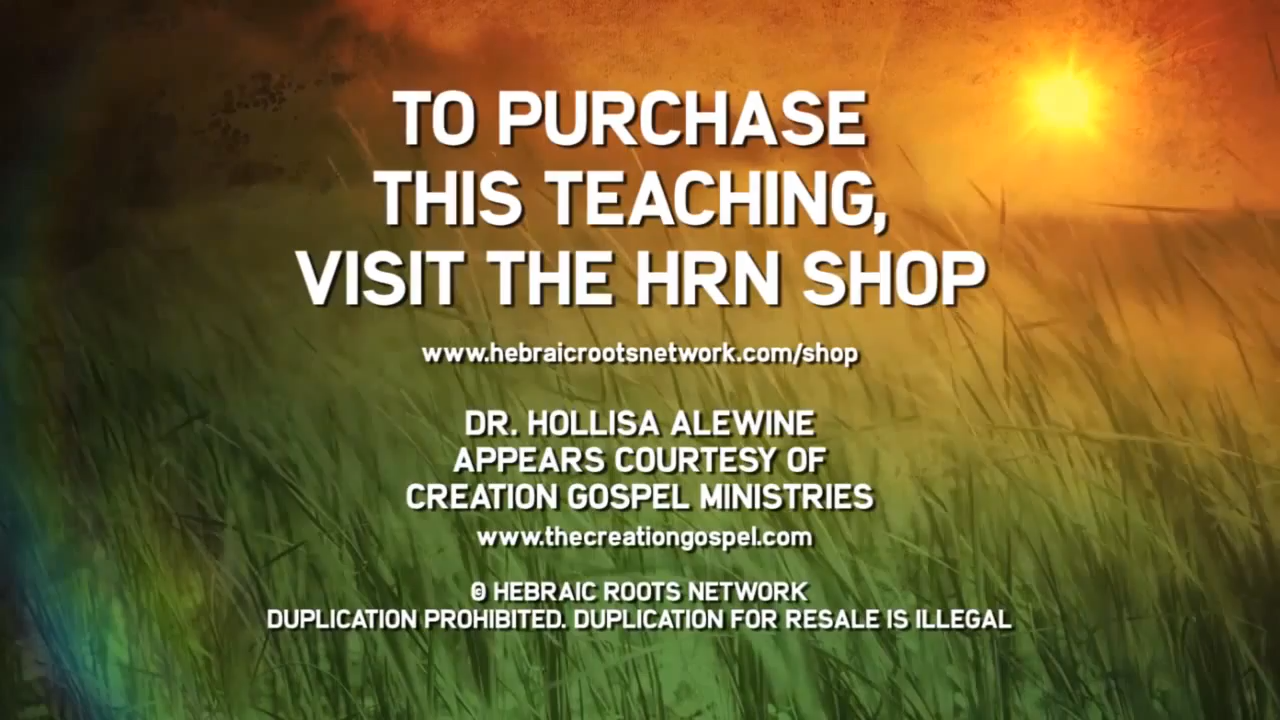 TO PURCHASE
THIS TEACHING,
VISIT THE HRN SHOP
www.hebraicrootsnetwork.com/shop
DR. HOLLISA ALEWINE
APPEARS COURTESY OF
CREATION GOSPEL MINISTRIES
www.thecreationgospel.com
© HEBRAIC ROOTS NETWORK
DUPLICATION PROHIBITED. DUPLICATION FOR RESALE IS ILLEGAL